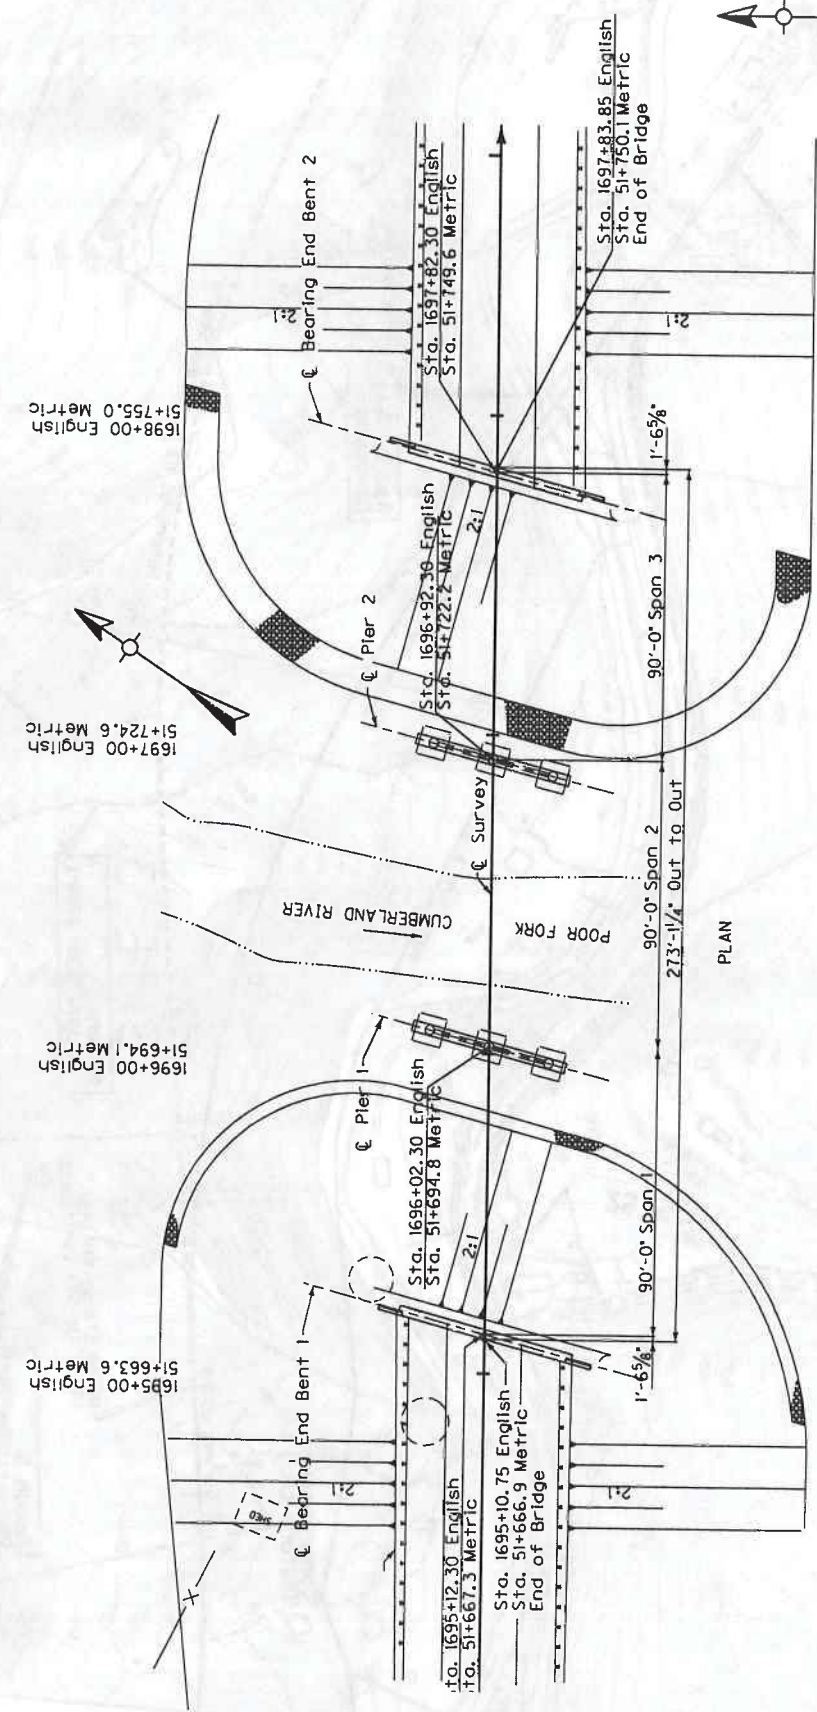 Sta. 1697+83.85 English
Sta. 51+750.1 Metric
End of Bridge
Sta. 1697+82.30 English
Sta. 51+749.6 Metric
℄ Bearing End Bent 2
2:1
2:1
1698+00 English
51+755.0 Metric
1'-6⅝"
Sta. 1696+92.30 English
Sta. 51+722.2 Metric
2:1
℄ Pier 2
90'-0" Span 3
1697+00 English
51+724.6 Metric
℄ Survey
90'-0" Span 2
273'-1¼" Out to Out
CUMBERLAND RIVER
POOR FORK
PLAN
1696+00 English
51+694.1 Metric
℄ Pier 1
Sta. 1696+02.30 English
Sta. 51+694.8 Metric
2:1
90'-0" Span 1
1'-6⅝"
1695+00 English
51+663.6 Metric
℄ Bearing End Bent 1
SHED
2:1
2:1
ta. 1695+12.30 English
ta. 51+667.3 Metric
Sta. 1695+10.75 English
Sta. 51+666.9 Metric
End of Bridge
X